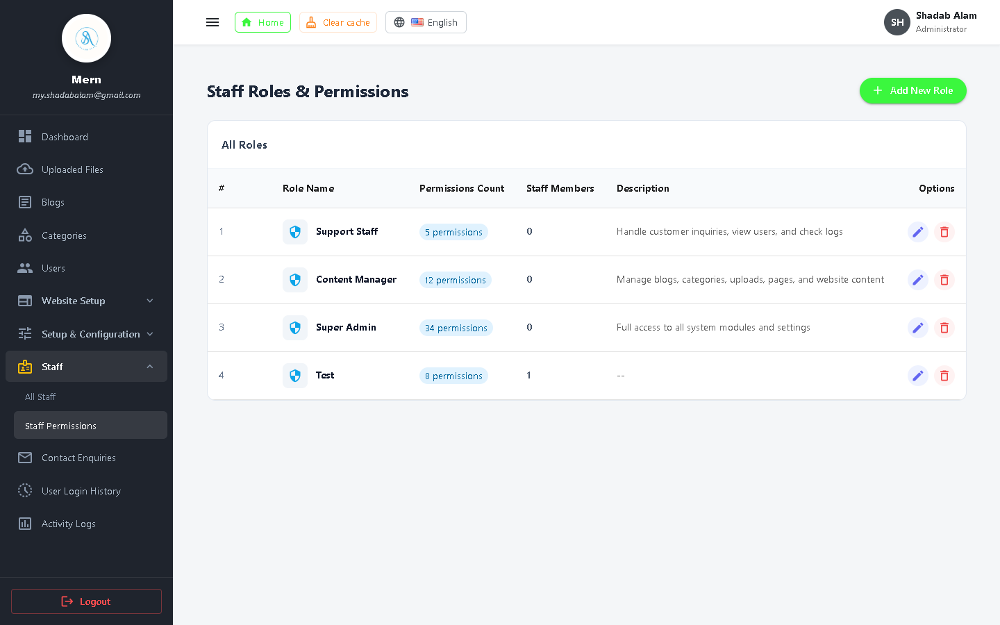 Mern
my.shadabalam@gmail.com
Dashboard
Uploaded Files
Blogs
Categories
Users
Website Setup
Setup & Configuration
Staff
All Staff
Staff Permissions
Contact Enquiries
User Login History
Activity Logs
Logout
Home
Clear cache
English
SH
Shadab Alam
Administrator
Staff Roles & Permissions
Add New Role
All Roles
# Role Name Permissions Count Staff Members Description Options
1 Support Staff 5 permissions 0 Handle customer inquiries, view users, and check logs
2 Content Manager 12 permissions 0 Manage blogs, categories, uploads, pages, and website content
3 Super Admin 34 permissions 0 Full access to all system modules and settings
4 Test 8 permissions 1 --